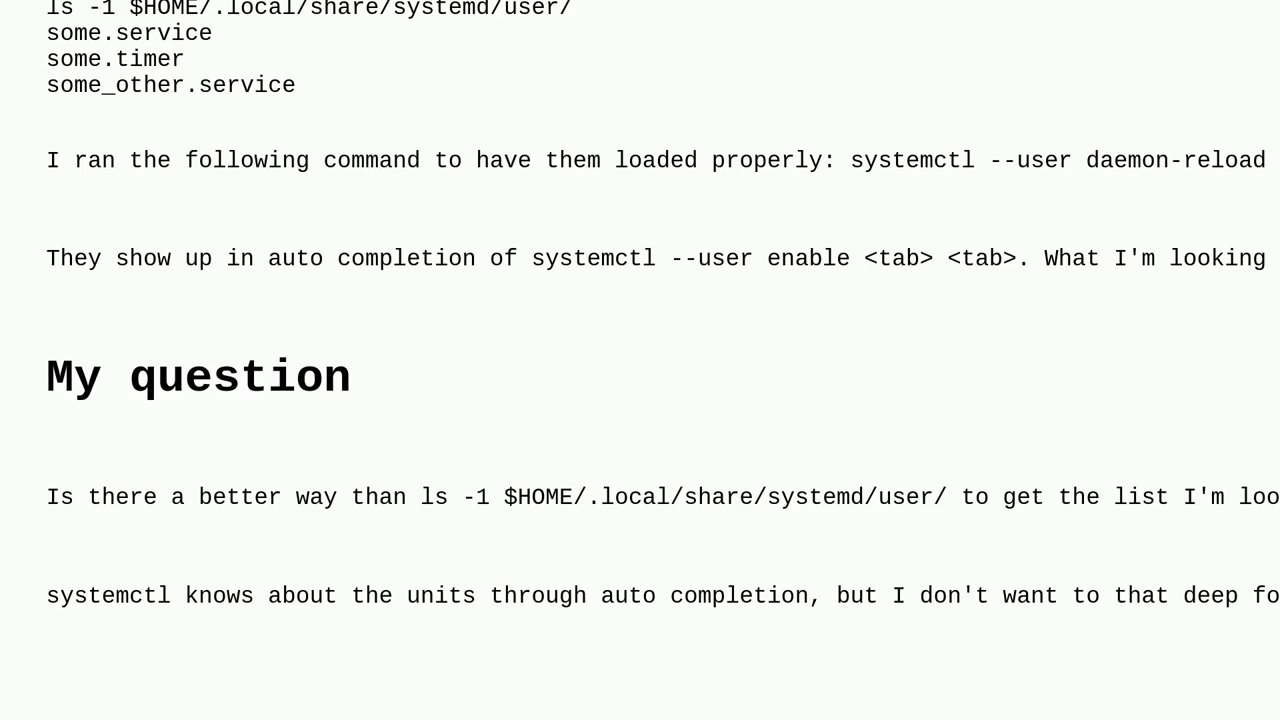 ls -1 $HOME/.local/share/systemd/user/
some.service
some.timer
some_other.service
I ran the following command to have them loaded properly: systemctl --user daemon-reload
They show up in auto completion of systemctl --user enable <tab> <tab>. What I'm looking
My question
Is there a better way than ls -1 $HOME/.local/share/systemd/user/ to get the list I'm loo
systemctl knows about the units through auto completion, but I don't want to that deep fo